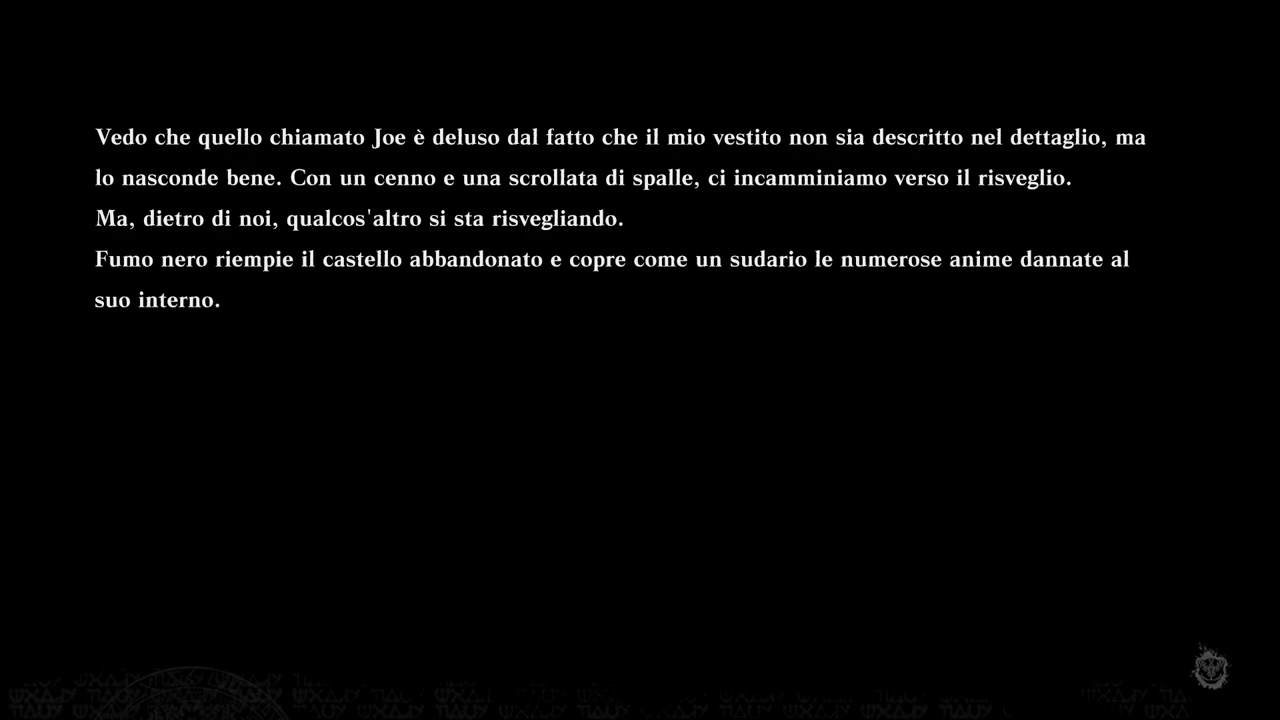 Vedo che quello chiamato Joe è deluso dal fatto che il mio vestito non sia descritto nel dettaglio, ma
lo nasconde bene. Con un cenno e una scrollata di spalle, ci incamminiamo verso il risveglio.
Ma, dietro di noi, qualcos'altro si sta risvegliando.
Fumo nero riempie il castello abbandonato e copre come un sudario le numerose anime dannate al
suo interno.